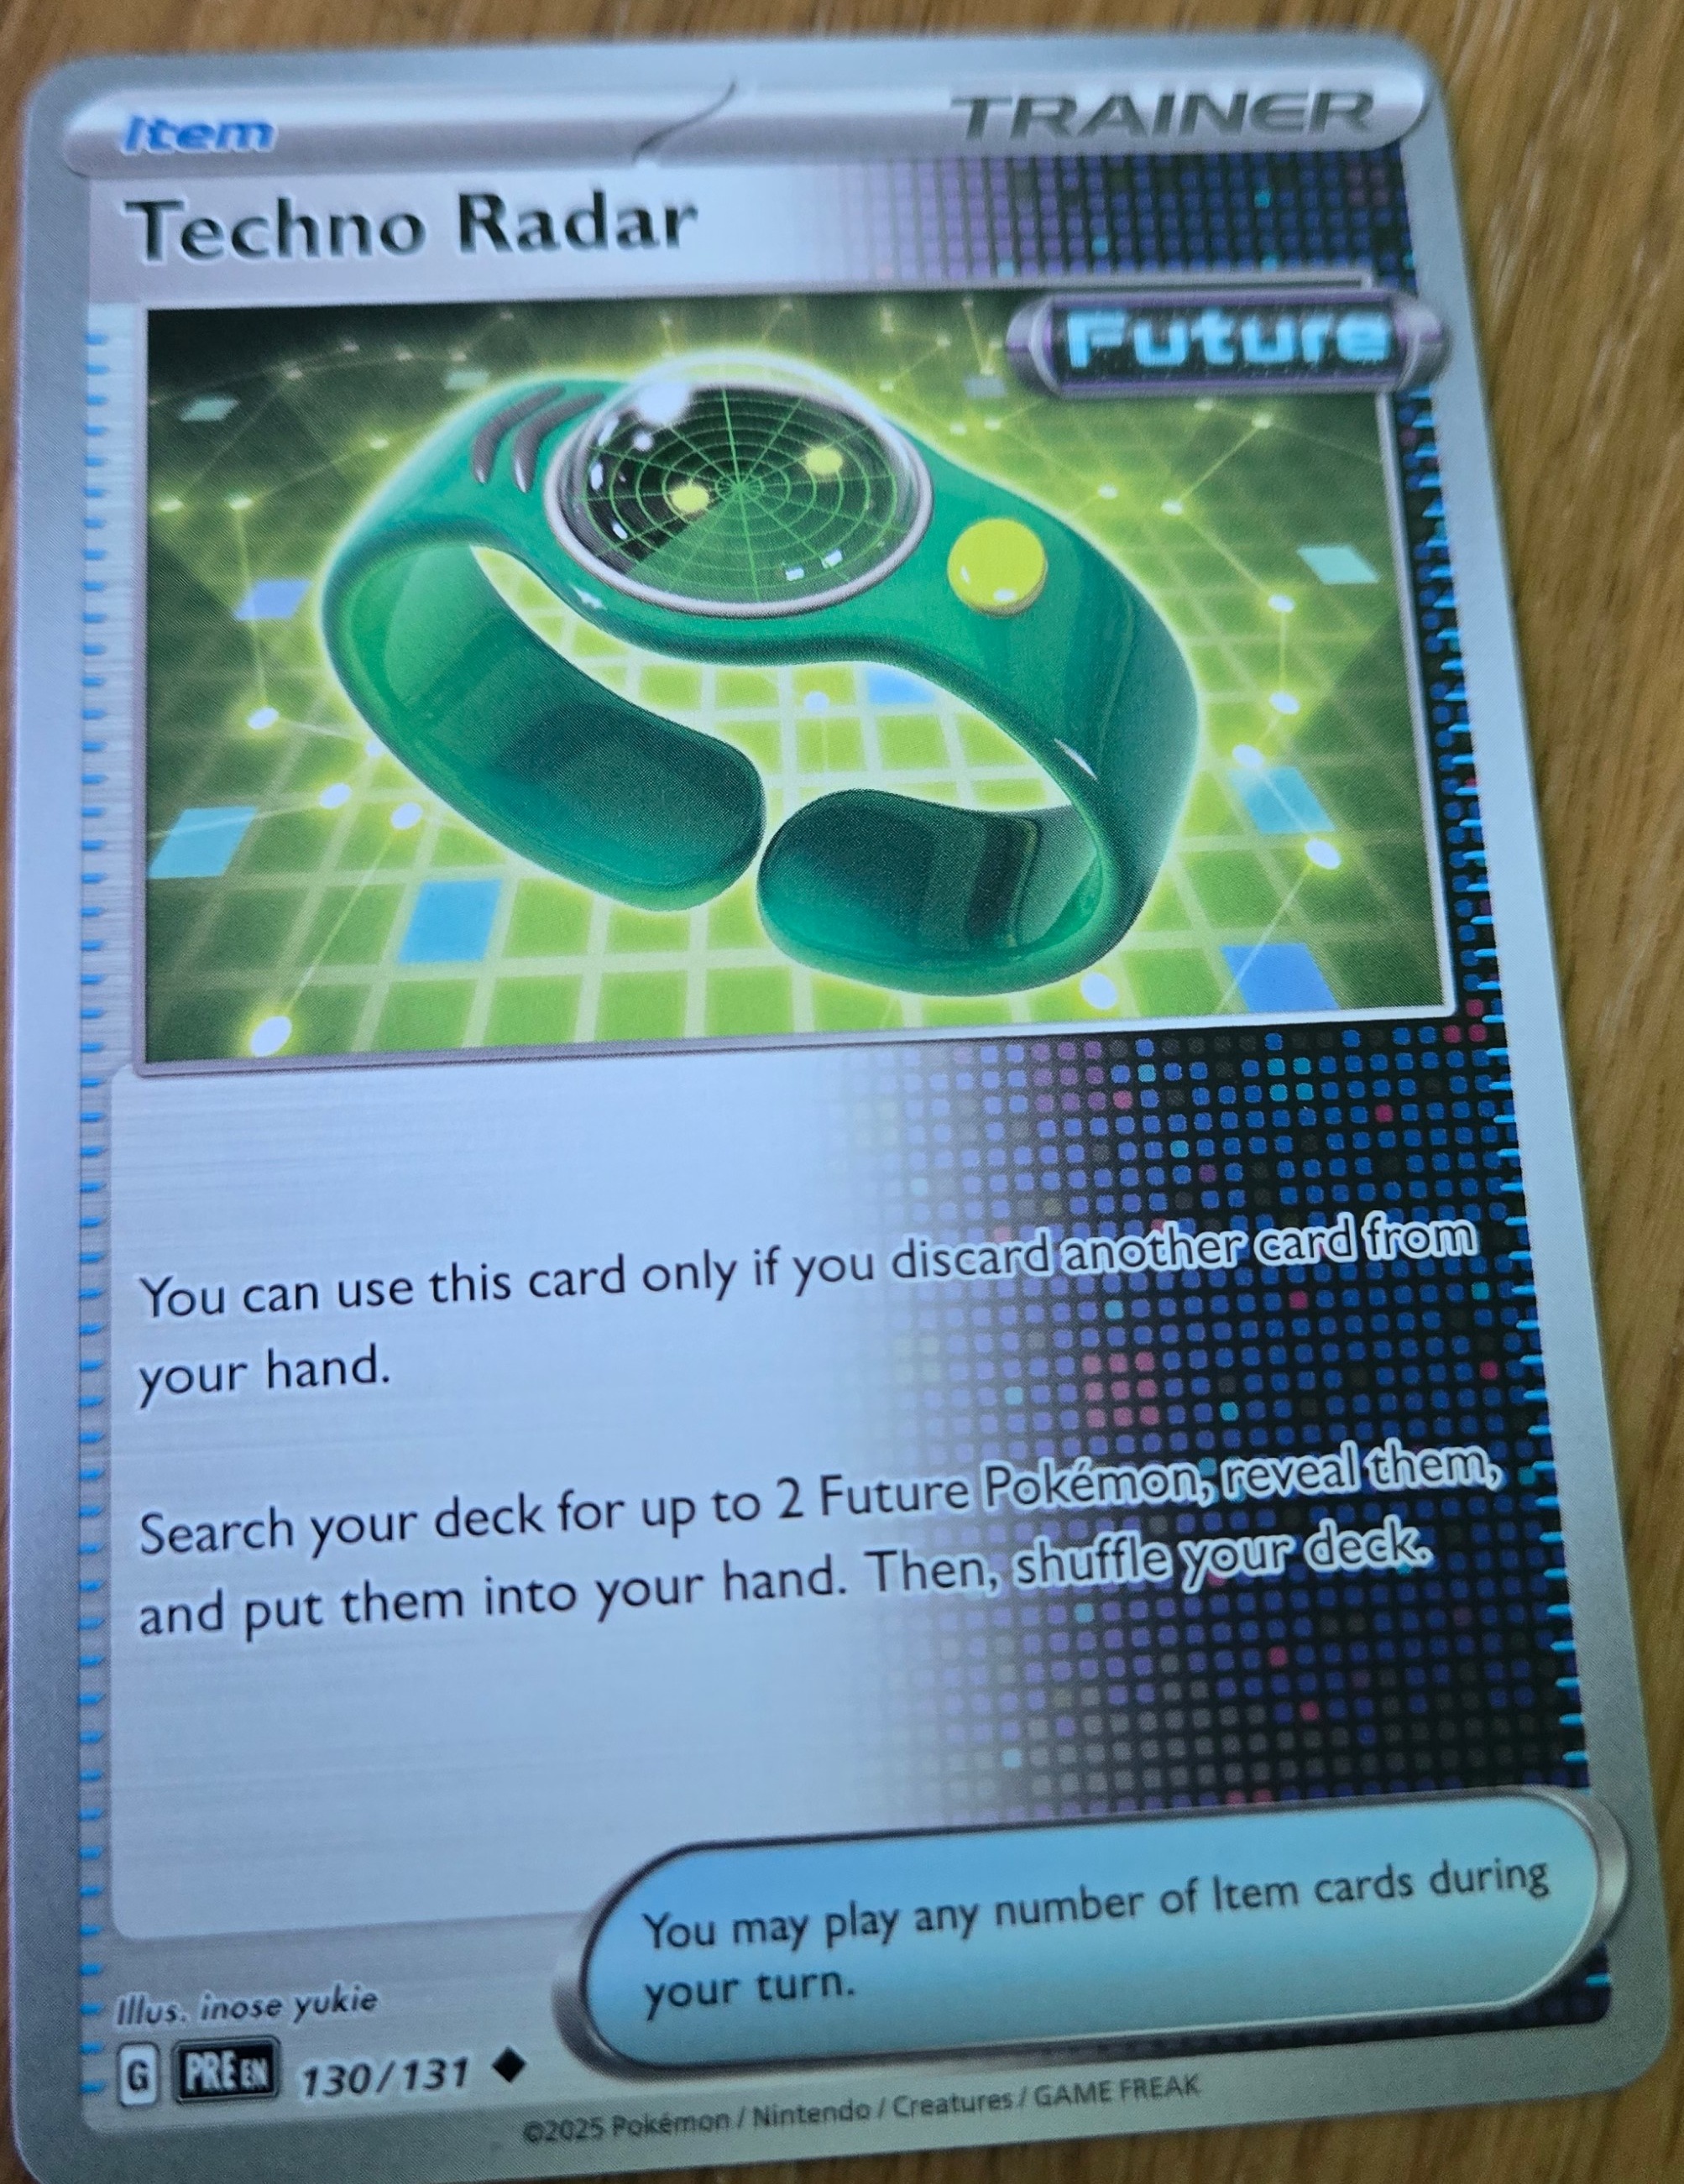 Item
TRAINER
Techno Radar
Future
You can use this card only if you discard another card from
your hand.
Search your deck for up to 2 Future Pokémon, reveal them,
and put them into your hand. Then, shuffle your deck.
You may play any number of Item cards during
your turn.
Illus. inose yukie
G PRE EN 130/131
©2025 Pokémon / Nintendo / Creatures / GAME FREAK